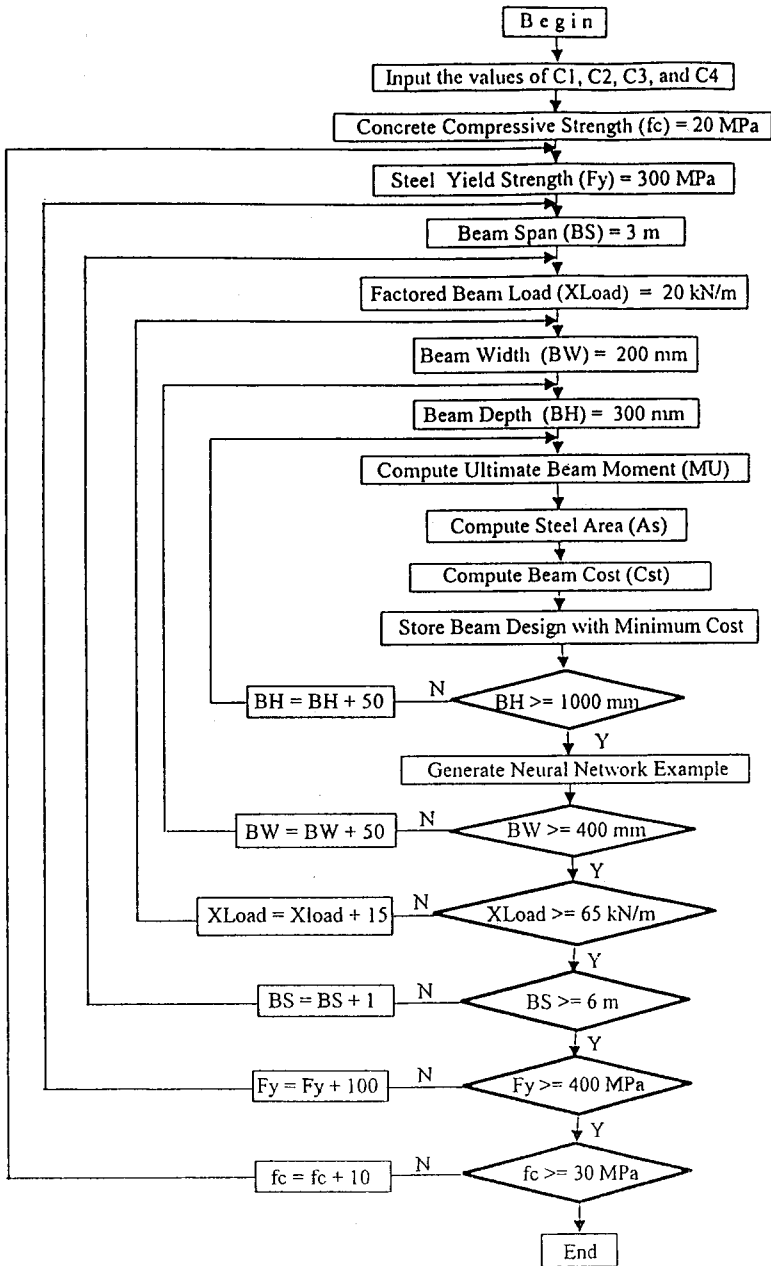 Begin
Input the values of C1, C2, C3, and C4
Concrete Compressive Strength (fc) = 20 MPa
Steel Yield Strength (Fy) = 300 MPa
Beam Span (BS) = 3 m
Factored Beam Load (XLoad) = 20 kN/m
Beam Width (BW) = 200 mm
Beam Depth (BH) = 300 mm
Compute Ultimate Beam Moment (MU)
Compute Steel Area (As)
Compute Beam Cost (Cst)
Store Beam Design with Minimum Cost
BH = BH + 50
N
BH >= 1000 mm
Y
Generate Neural Network Example
BW = BW + 50
N
BW >= 400 mm
Y
XLoad = Xload + 15
N
XLoad >= 65 kN/m
Y
BS = BS + 1
N
BS >= 6 m
Y
Fy = Fy + 100
N
Fy >= 400 MPa
Y
fc = fc + 10
N
fc >= 30 MPa
End